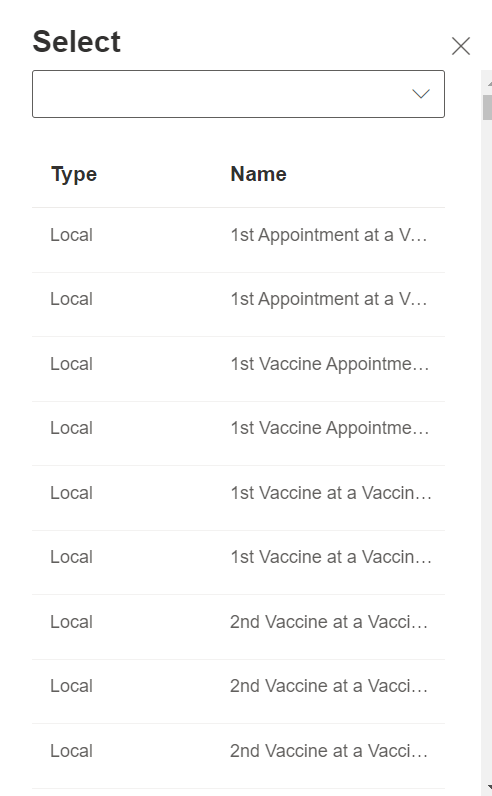 Select
Type Name
Local 1st Appointment at a V…
Local 1st Appointment at a V…
Local 1st Vaccine Appointme…
Local 1st Vaccine Appointme…
Local 1st Vaccine at a Vaccin…
Local 1st Vaccine at a Vaccin…
Local 2nd Vaccine at a Vacci…
Local 2nd Vaccine at a Vacci…
Local 2nd Vaccine at a Vacci…